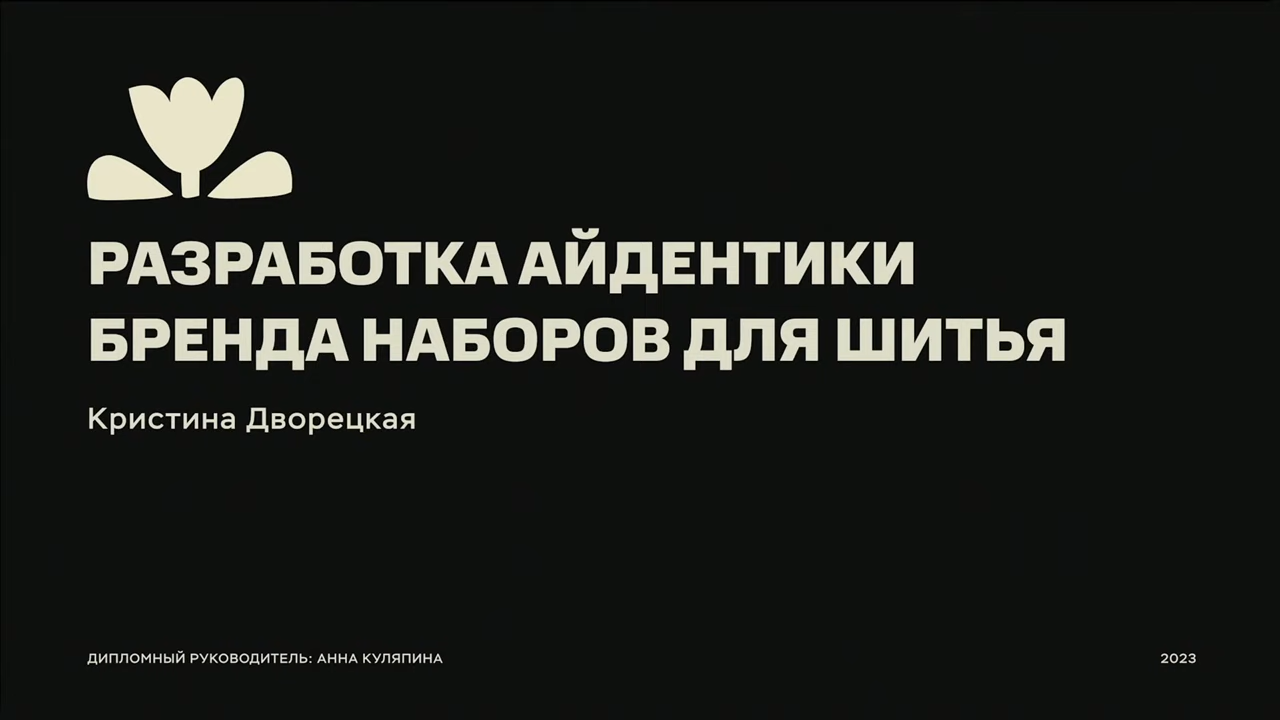 РАЗРАБОТКА АЙДЕНТИКИ
БРЕНДА НАБОРОВ ДЛЯ ШИТЬЯ
Кристина Дворецкая
ДИПЛОМНЫЙ РУКОВОДИТЕЛЬ: АННА КУЛЯПИНА
2023